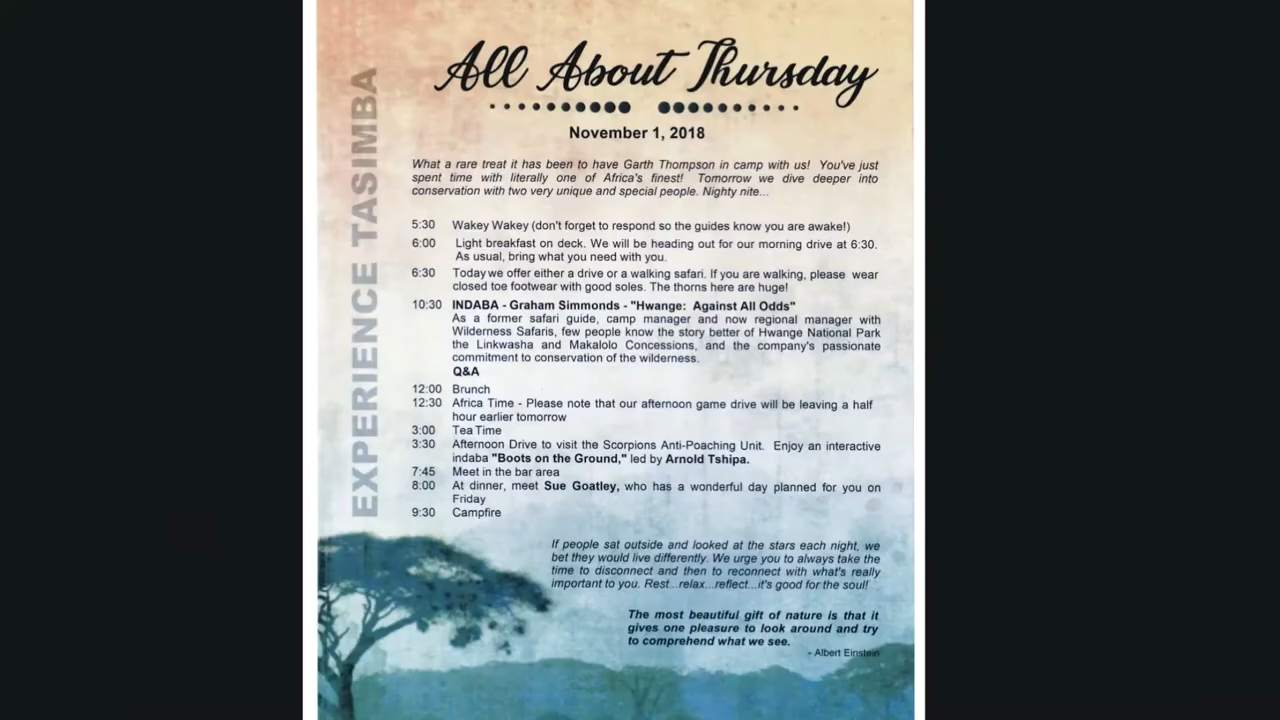 EXPERIENCE TASIMBA
All About Thursday
November 1, 2018
What a rare treat it has been to have Garth Thompson in camp with us! You've just
spent time with literally one of Africa's finest! Tomorrow we dive deeper into
conservation with two very unique and special people. Nighty nite...
5:30 Wakey Wakey (don't forget to respond so the guides know you are awake!)
6:00 Light breakfast on deck. We will be heading out for our morning drive at 6:30.
As usual, bring what you need with you.
6:30 Today we offer either a drive or a walking safari. If you are walking, please wear
closed toe footwear with good soles. The thorns here are huge!
10:30 INDABA - Graham Simmonds - "Hwange: Against All Odds"
As a former safari guide, camp manager and now regional manager with
Wilderness Safaris, few people know the story better of Hwange National Park
the Linkwasha and Makalolo Concessions, and the company's passionate
commitment to conservation of the wilderness.
Q&A
12:00 Brunch
12:30 Africa Time - Please note that our afternoon game drive will be leaving a half
hour earlier tomorrow
3:00 Tea Time
3:30 Afternoon Drive to visit the Scorpions Anti-Poaching Unit. Enjoy an interactive
indaba "Boots on the Ground," led by Arnold Tshipa.
7:45 Meet in the bar area
8:00 At dinner, meet Sue Goatley, who has a wonderful day planned for you on
Friday
9:30 Campfire
If people sat outside and looked at the stars each night, we
bet they would live differently. We urge you to always take the
time to disconnect and then to reconnect with what's really
important to you. Rest...relax...reflect...it's good for the soul!
The most beautiful gift of nature is that it
gives one pleasure to look around and try
to comprehend what we see.
- Albert Einstein